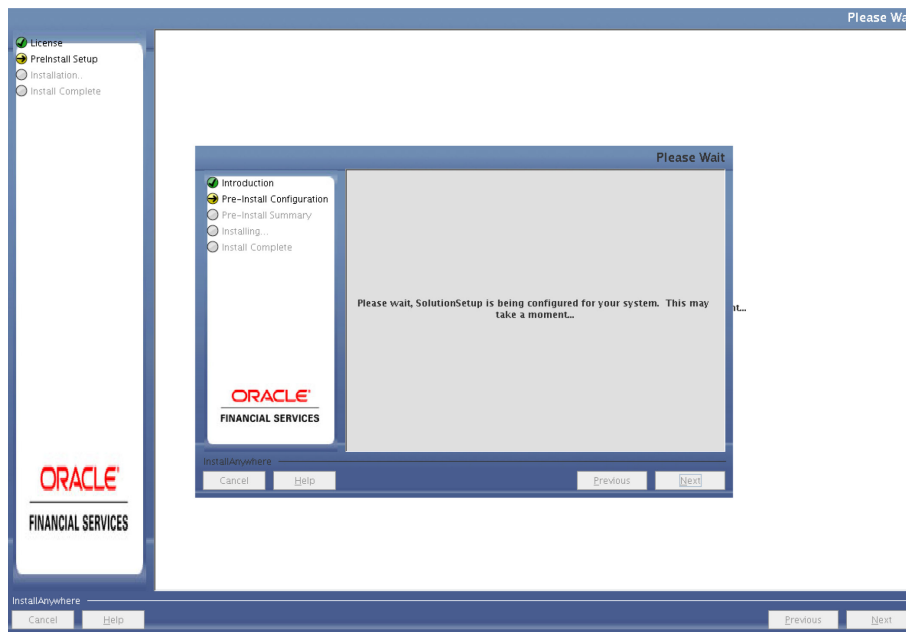 Please Wa
License
PreInstall Setup
Installation..
Install Complete
Please Wait
Introduction
Pre-Install Configuration
Pre-Install Summary
Installing...
Install Complete
Please wait, SolutionSetup is being configured for your system.  This may
take a moment...
nt...
ORACLE
FINANCIAL SERVICES
InstallAnywhere
Cancel
Help
Previous
Next
ORACLE
FINANCIAL SERVICES
InstallAnywhere
Cancel
Help
Previous
Next